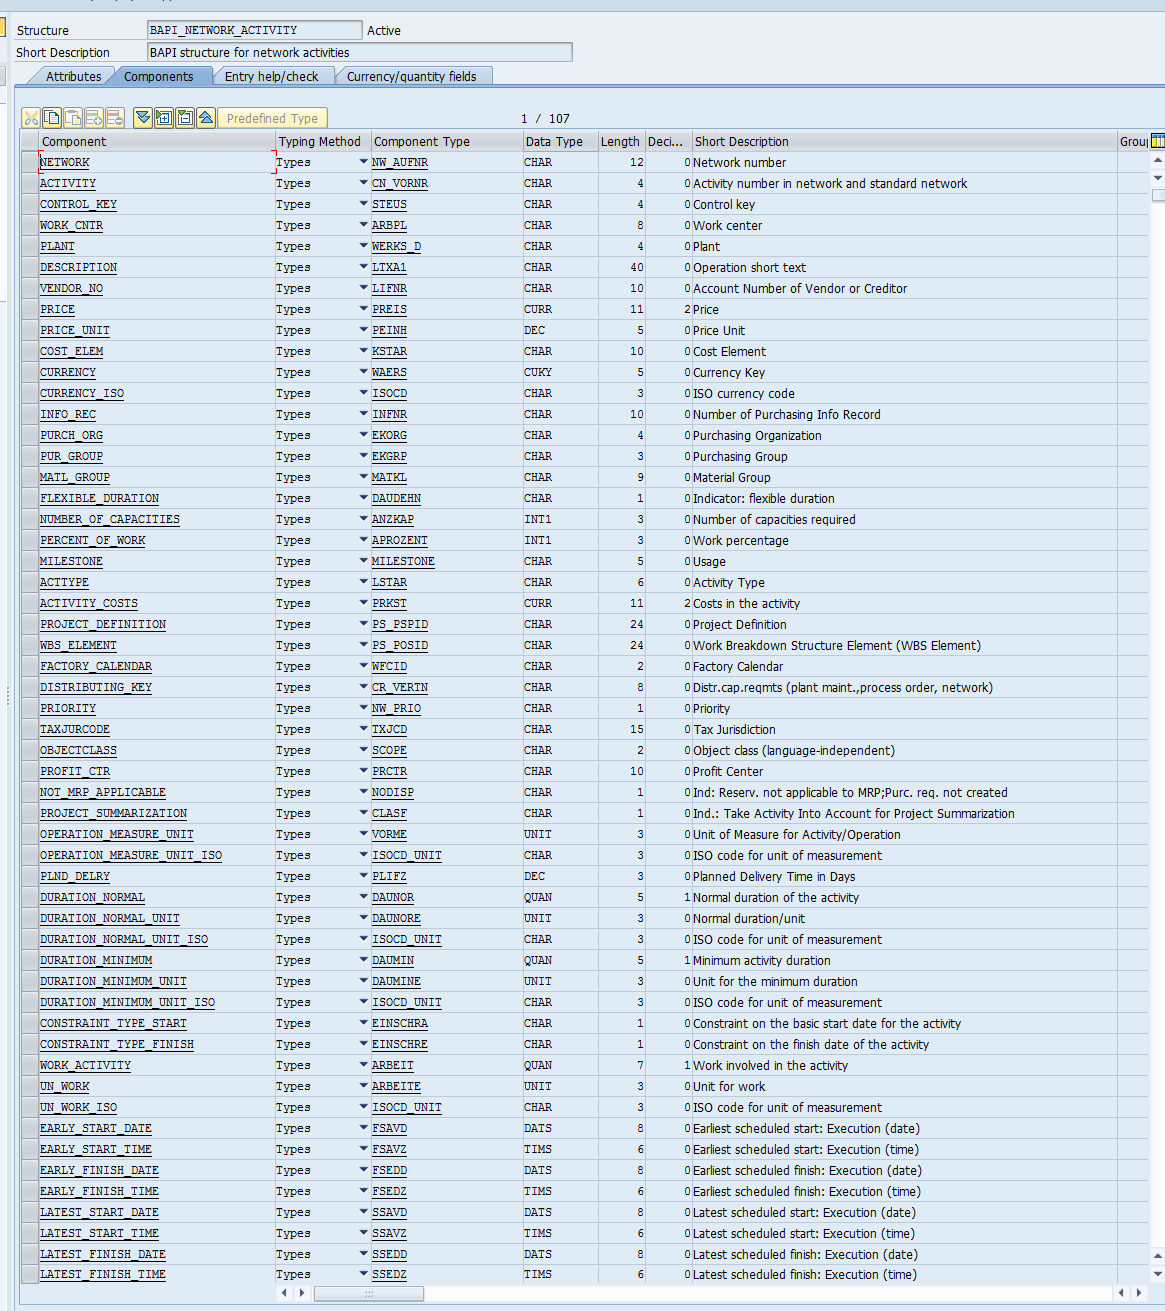 Structure BAPI_NETWORK_ACTIVITY Active
Short Description BAPI structure for network activities
Attributes Components Entry help/check Currency/quantity fields
Predefined Type 1 / 107
Component Typing Method Component Type Data Type Length Deci... Short Description Group
NETWORK Types NW_AUFNR CHAR 12 0 Network number
ACTIVITY Types CN_VORNR CHAR 4 0 Activity number in network and standard network
CONTROL_KEY Types STEUS CHAR 4 0 Control key
WORK_CNTR Types ARBPL CHAR 8 0 Work center
PLANT Types WERKS_D CHAR 4 0 Plant
DESCRIPTION Types LTXA1 CHAR 40 0 Operation short text
VENDOR_NO Types LIFNR CHAR 10 0 Account Number of Vendor or Creditor
PRICE Types PREIS CURR 11 2 Price
PRICE_UNIT Types PEINH DEC 5 0 Price Unit
COST_ELEM Types KSTAR CHAR 10 0 Cost Element
CURRENCY Types WAERS CUKY 5 0 Currency Key
CURRENCY_ISO Types ISOCD CHAR 3 0 ISO currency code
INFO_REC Types INFNR CHAR 10 0 Number of Purchasing Info Record
PURCH_ORG Types EKORG CHAR 4 0 Purchasing Organization
PUR_GROUP Types EKGRP CHAR 3 0 Purchasing Group
MATL_GROUP Types MATKL CHAR 9 0 Material Group
FLEXIBLE_DURATION Types DAUDEHN CHAR 1 0 Indicator: flexible duration
NUMBER_OF_CAPACITIES Types ANZKAP INT1 3 0 Number of capacities required
PERCENT_OF_WORK Types APROZENT INT1 3 0 Work percentage
MILESTONE Types MILESTONE CHAR 5 0 Usage
ACTTYPE Types LSTAR CHAR 6 0 Activity Type
ACTIVITY_COSTS Types PRKST CURR 11 2 Costs in the activity
PROJECT_DEFINITION Types PS_PSPID CHAR 24 0 Project Definition
WBS_ELEMENT Types PS_POSID CHAR 24 0 Work Breakdown Structure Element (WBS Element)
FACTORY_CALENDAR Types WFCID CHAR 2 0 Factory Calendar
DISTRIBUTING_KEY Types CR_VERTN CHAR 8 0 Distr.cap.reqmts (plant maint.,process order, network)
PRIORITY Types NW_PRIO CHAR 1 0 Priority
TAXJURCODE Types TXJCD CHAR 15 0 Tax Jurisdiction
OBJECTCLASS Types SCOPE CHAR 2 0 Object class (language-independent)
PROFIT_CTR Types PRCTR CHAR 10 0 Profit Center
NOT_MRP_APPLICABLE Types NODISP CHAR 1 0 Ind: Reserv. not applicable to MRP;Purc. req. not created
PROJECT_SUMMARIZATION Types CLASF CHAR 1 0 Ind.: Take Activity Into Account for Project Summarization
OPERATION_MEASURE_UNIT Types VORME UNIT 3 0 Unit of Measure for Activity/Operation
OPERATION_MEASURE_UNIT_ISO Types ISOCD_UNIT CHAR 3 0 ISO code for unit of measurement
PLND_DELRY Types PLIFZ DEC 3 0 Planned Delivery Time in Days
DURATION_NORMAL Types DAUNOR QUAN 5 1 Normal duration of the activity
DURATION_NORMAL_UNIT Types DAUNORE UNIT 3 0 Normal duration/unit
DURATION_NORMAL_UNIT_ISO Types ISOCD_UNIT CHAR 3 0 ISO code for unit of measurement
DURATION_MINIMUM Types DAUMIN QUAN 5 1 Minimum activity duration
DURATION_MINIMUM_UNIT Types DAUMINE UNIT 3 0 Unit for the minimum duration
DURATION_MINIMUM_UNIT_ISO Types ISOCD_UNIT CHAR 3 0 ISO code for unit of measurement
CONSTRAINT_TYPE_START Types EINSCHRA CHAR 1 0 Constraint on the basic start date for the activity
CONSTRAINT_TYPE_FINISH Types EINSCHRE CHAR 1 0 Constraint on the finish date of the activity
WORK_ACTIVITY Types ARBEIT QUAN 7 1 Work involved in the activity
UN_WORK Types ARBEITE UNIT 3 0 Unit for work
UN_WORK_ISO Types ISOCD_UNIT CHAR 3 0 ISO code for unit of measurement
EARLY_START_DATE Types FSAVD DATS 8 0 Earliest scheduled start: Execution (date)
EARLY_START_TIME Types FSAVZ TIMS 6 0 Earliest scheduled start: Execution (time)
EARLY_FINISH_DATE Types FSEDD DATS 8 0 Earliest scheduled finish: Execution (date)
EARLY_FINISH_TIME Types FSEDZ TIMS 6 0 Earliest scheduled finish: Execution (time)
LATEST_START_DATE Types SSAVD DATS 8 0 Latest scheduled start: Execution (date)
LATEST_START_TIME Types SSAVZ TIMS 6 0 Latest scheduled start: Execution (time)
LATEST_FINISH_DATE Types SSEDD DATS 8 0 Latest scheduled finish: Execution (date)
LATEST_FINISH_TIME Types SSEDZ TIMS 6 0 Latest scheduled finish: Execution (time)